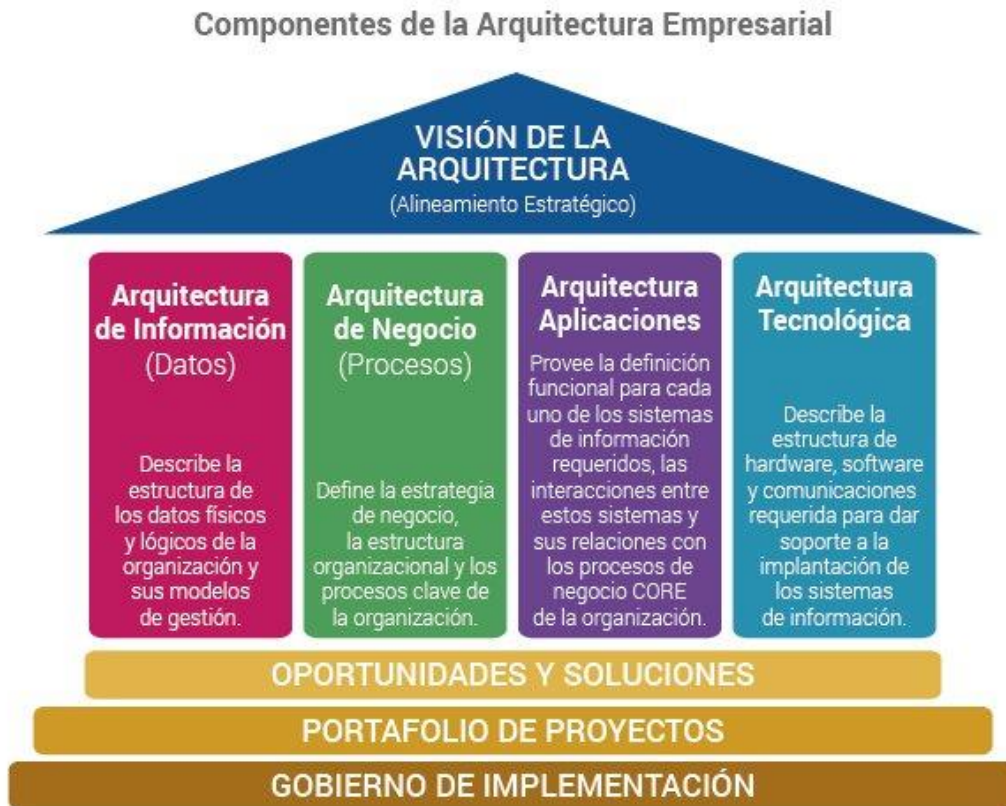 Componentes de la Arquitectura Empresarial
VISIÓN DE LA
ARQUITECTURA
(Alineamiento Estratégico)
Arquitectura
de Información
(Datos)
Describe la
estructura de
los datos físicos
y lógicos de la
organización y
sus modelos
de gestión.
Arquitectura
de Negocio
(Procesos)
Define la estrategia
de negocio,
la estructura
organizacional y los
procesos clave de
la organización.
Arquitectura
Aplicaciones
Provee la definición
funcional para cada
uno de los sistemas
de información
requeridos, las
interacciones entre
estos sistemas y
sus relaciones con
los procesos de
negocio CORE
de la organización.
Arquitectura
Tecnológica
Describe la
estructura de
hardware, software
y comunicaciones
requerida para dar
soporte a la
implantación de
los sistemas
de información.
OPORTUNIDADES Y SOLUCIONES
PORTAFOLIO DE PROYECTOS
GOBIERNO DE IMPLEMENTACIÓN